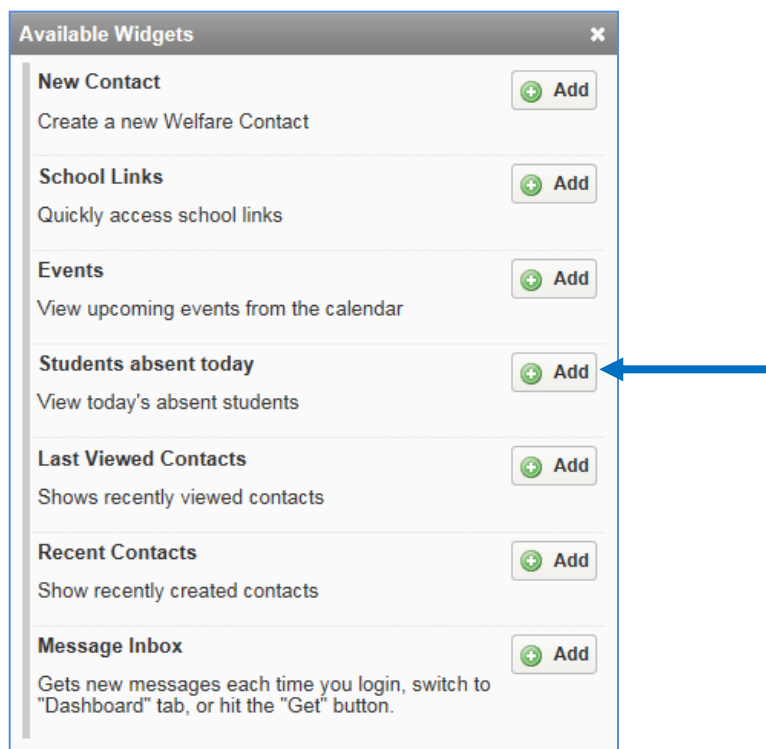 Available Widgets
New Contact
Add
Create a new Welfare Contact
School Links
Add
Quickly access school links
Events
Add
View upcoming events from the calendar
Students absent today
Add
View today's absent students
Last Viewed Contacts
Add
Shows recently viewed contacts
Recent Contacts
Add
Show recently created contacts
Message Inbox
Add
Gets new messages each time you login, switch to
"Dashboard" tab, or hit the "Get" button.